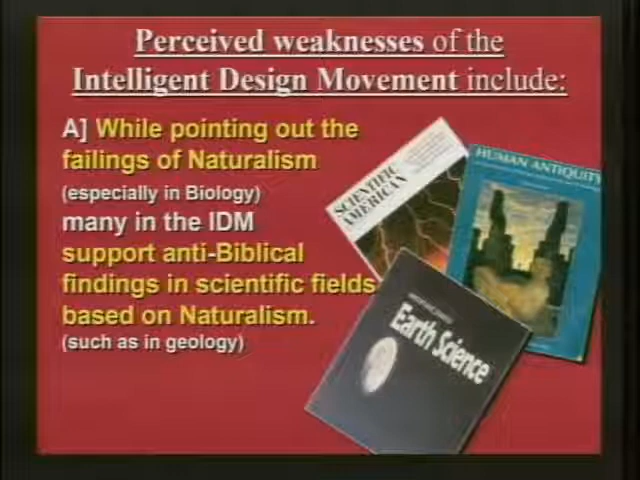 Perceived weaknesses of the
Intelligent Design Movement include:
A] While pointing out the
failings of Naturalism
(especially in Biology)
many in the IDM
support anti-Biblical
findings in scientific fields
based on Naturalism.
(such as in geology)
SCIENTIFIC
AMERICAN
HUMAN ANTIQUITY
Earth Science